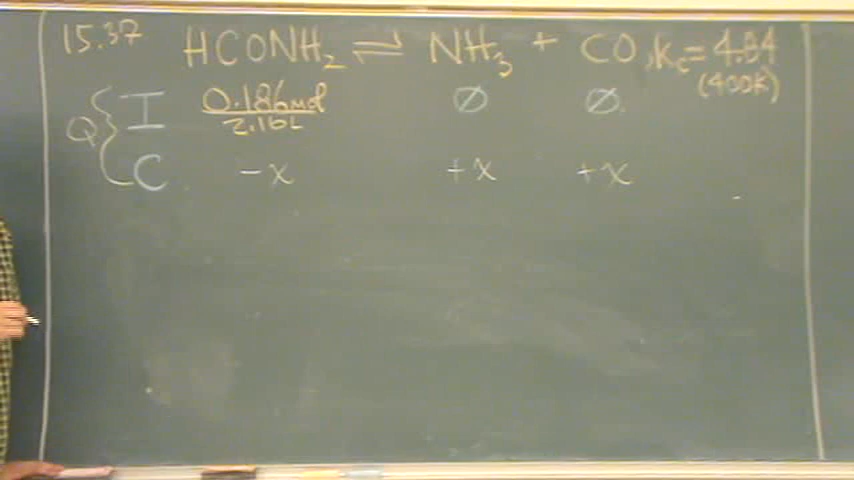 15.37 HCONH₂ ⇌ NH₃ + CO, Kc = 4.84
(400K)
Q { I 0.186mol ∅ ∅
2.16L
C -x +x +x